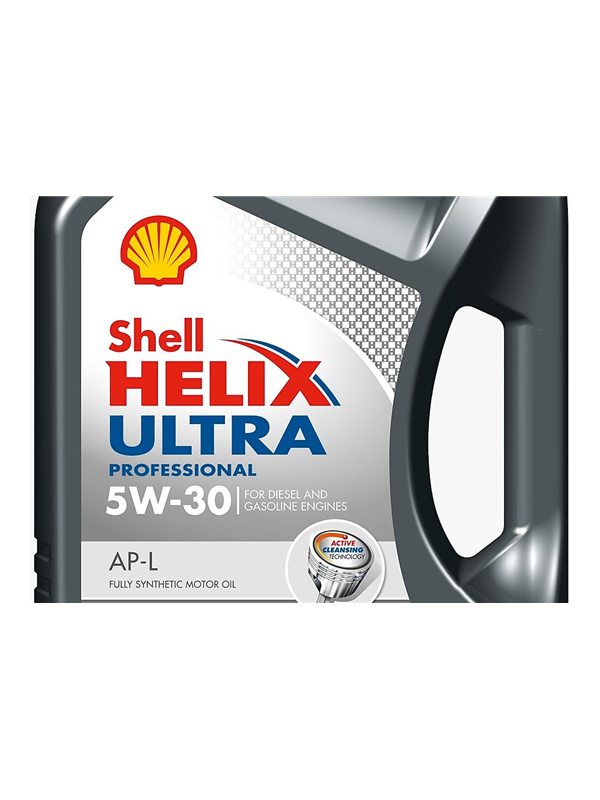 Shell
HELIX
ULTRA
PROFESSIONAL
5W-30
FOR DIESEL AND
GASOLINE ENGINES
AP-L
FULLY SYNTHETIC MOTOR OIL
ACTIVE
CLEANSING
TECHNOLOGY